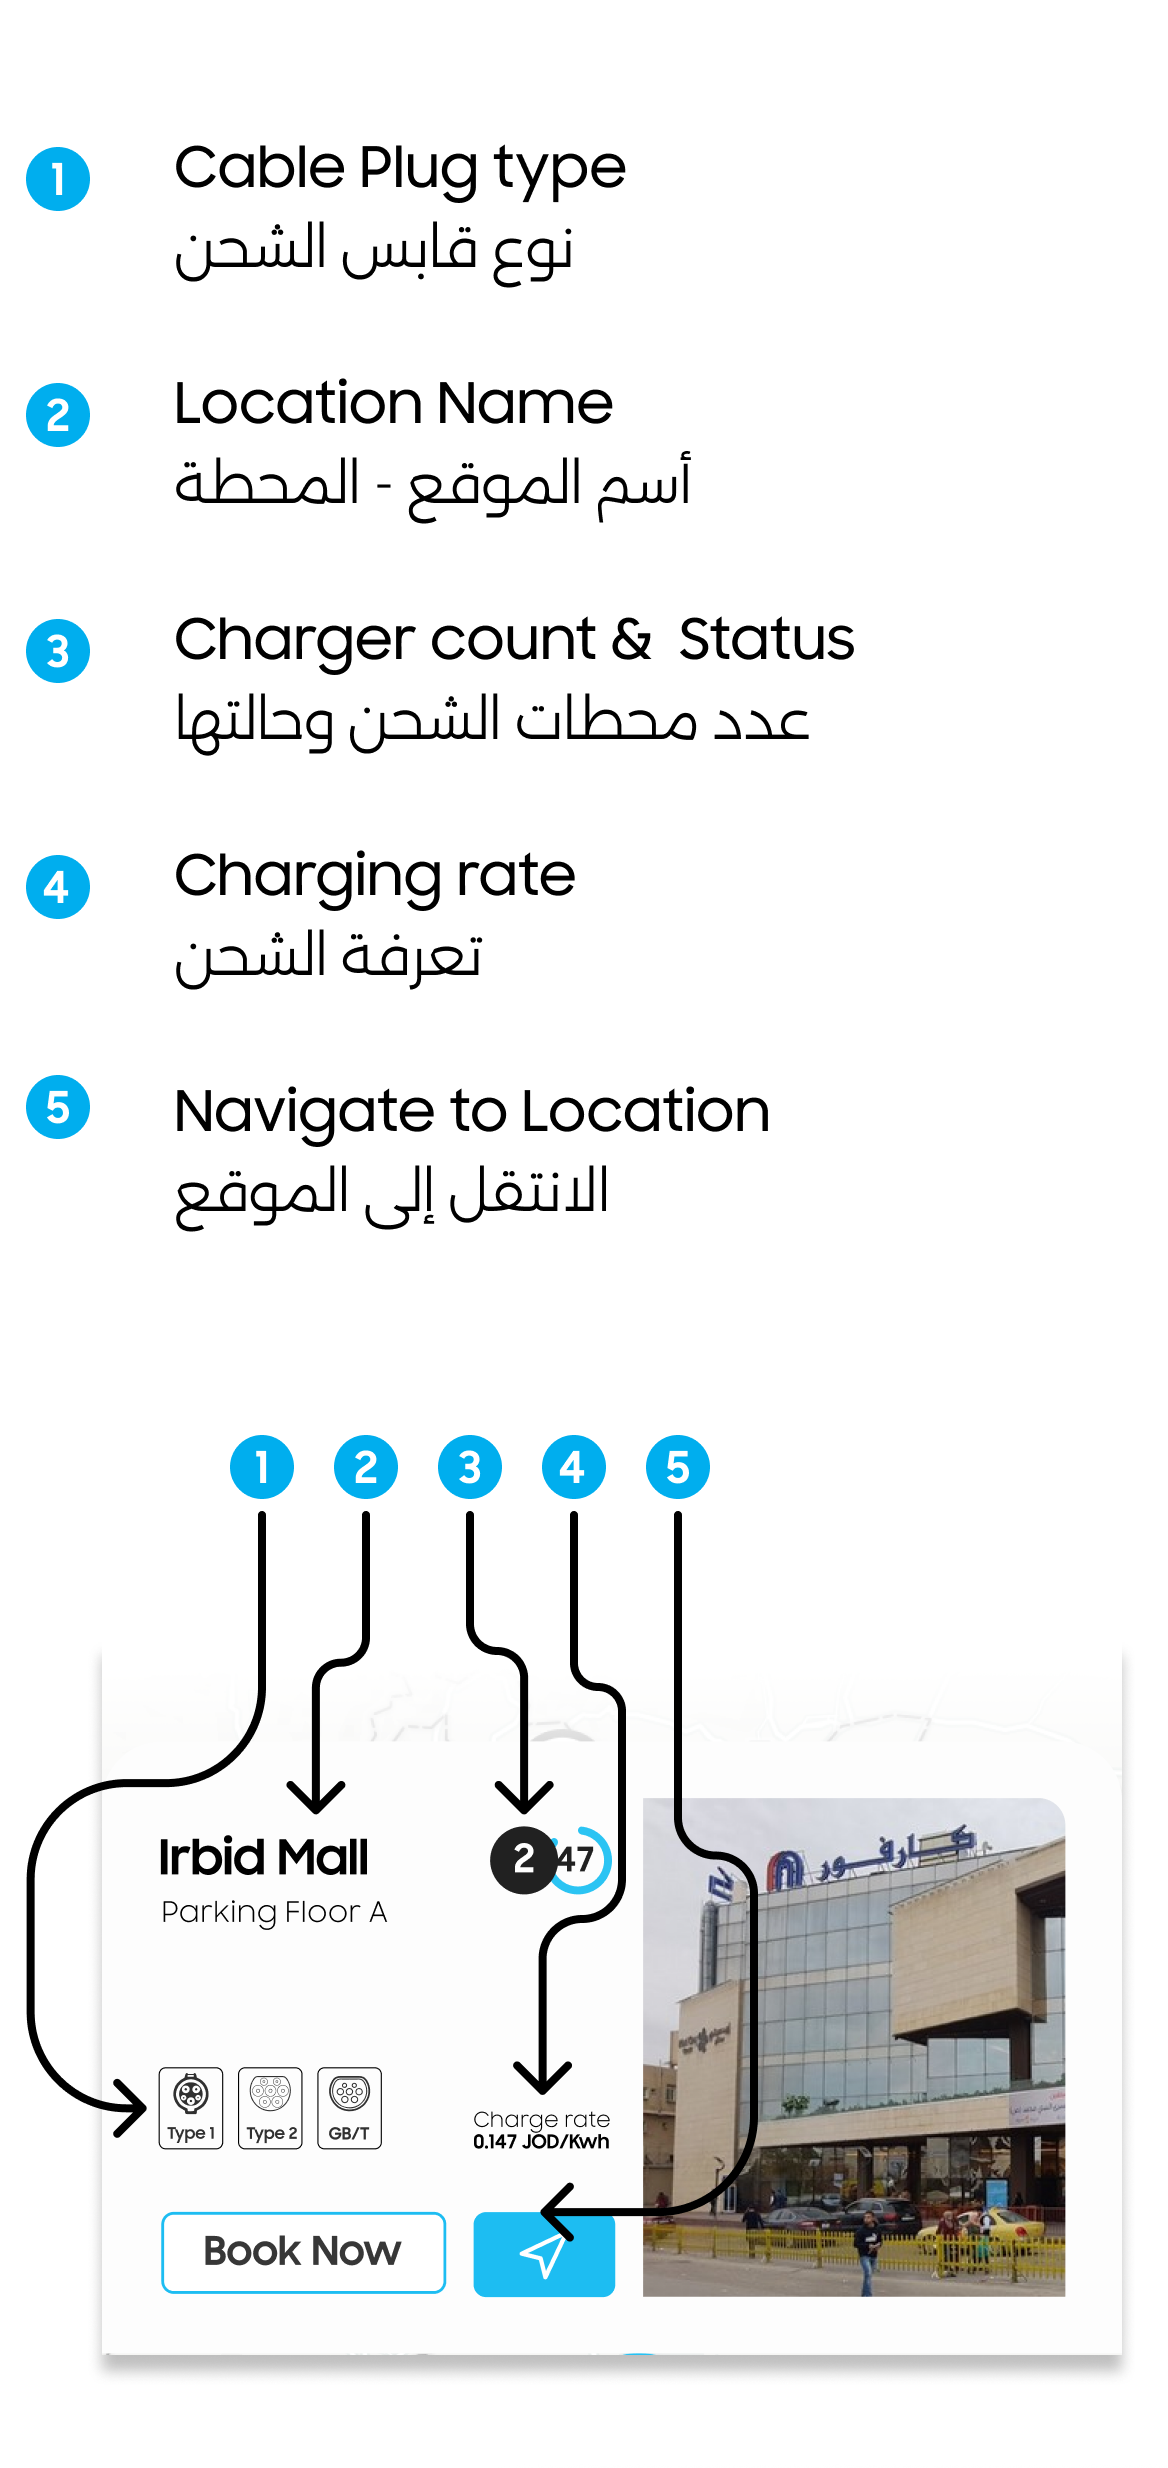 1
Cable Plug type
نوع قابس الشحن
2
Location Name
أسم الموقع - المحطة
3
Charger count & Status
عدد محطات الشحن وحالتها
4
Charging rate
تعرفة الشحن
5
Navigate to Location
الانتقل إلى الموقع
1 2 3 4 5
Irbid Mall
2 47
Parking Floor A
كارفور
Type 1
Type 2
GB/T
Charge rate
0.147 JOD/Kwh
Book Now